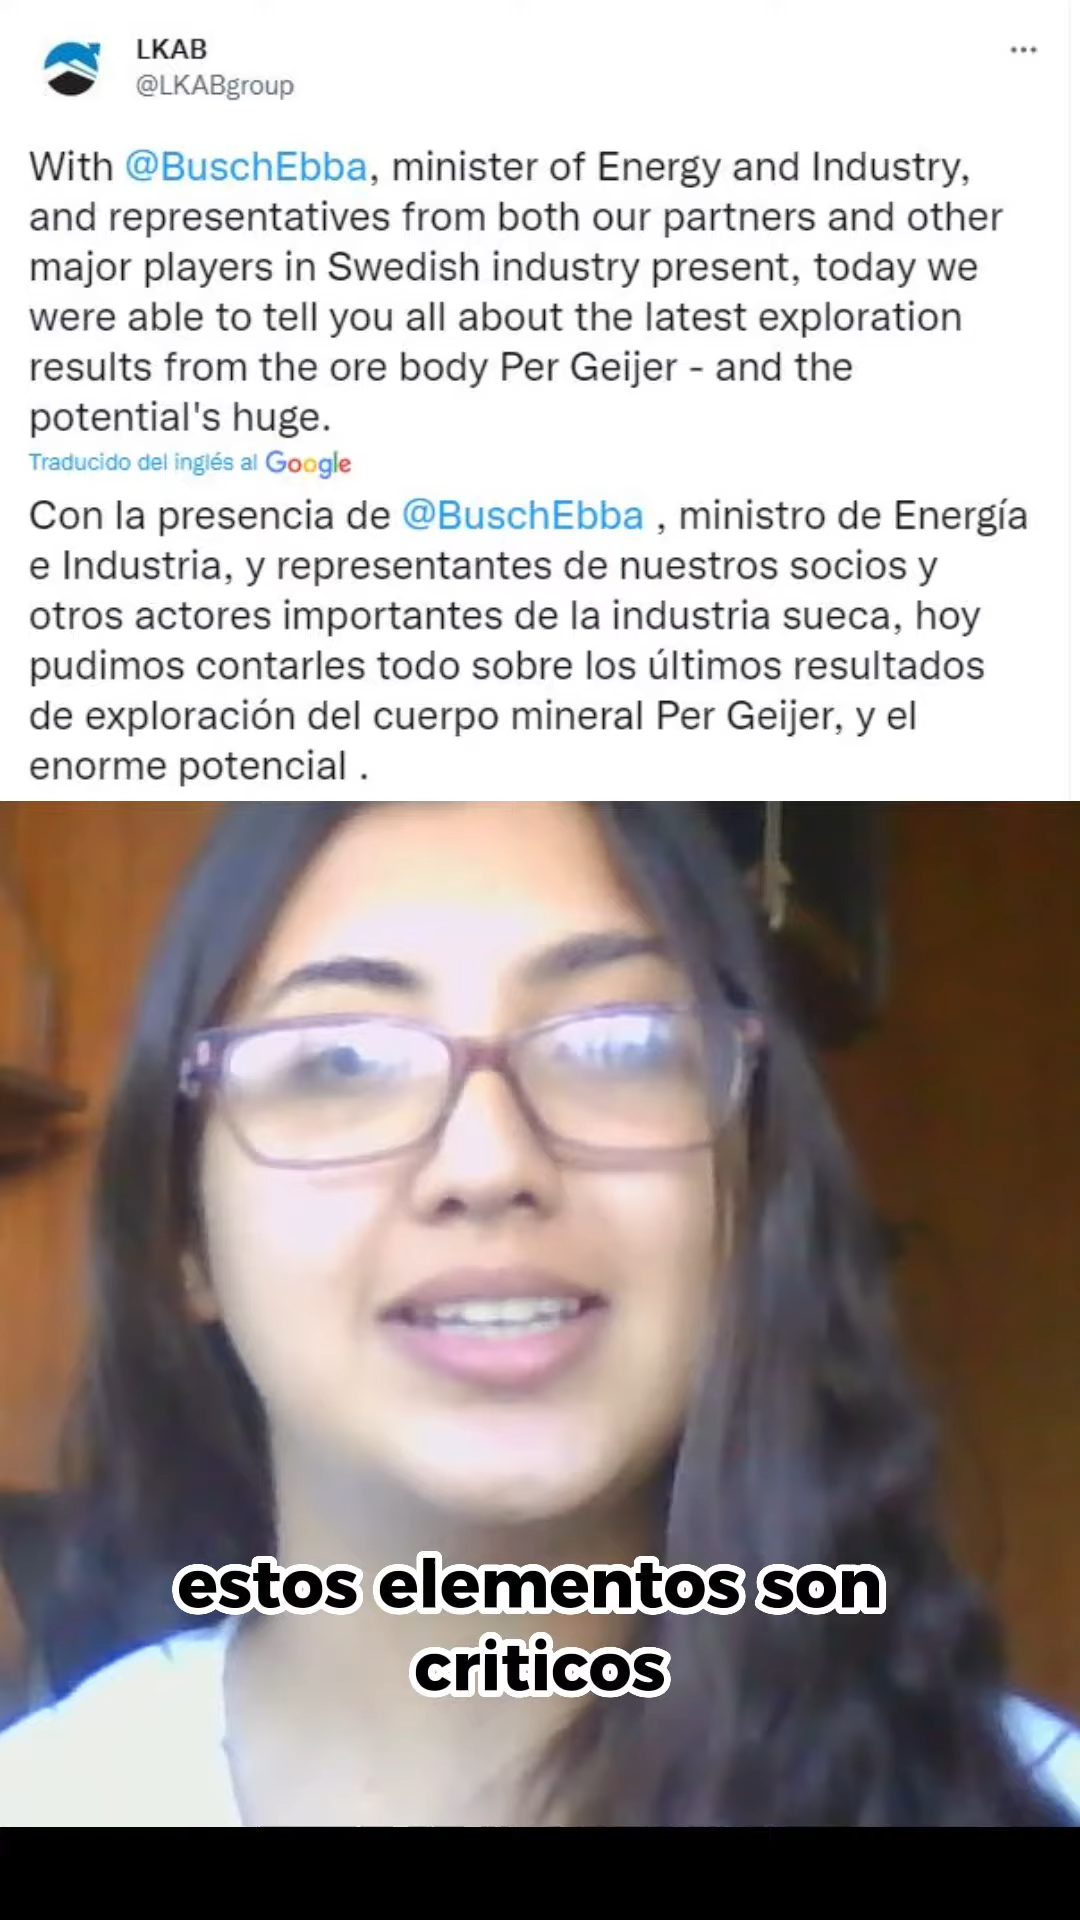 LKAB
@LKABgroup
With @BuschEbba, minister of Energy and Industry,
and representatives from both our partners and other
major players in Swedish industry present, today we
were able to tell you all about the latest exploration
results from the ore body Per Geijer - and the
potential's huge.
Traducido del inglés al Google
Con la presencia de @BuschEbba , ministro de Energía
e Industria, y representantes de nuestros socios y
otros actores importantes de la industria sueca, hoy
pudimos contarles todo sobre los últimos resultados
de exploración del cuerpo mineral Per Geijer, y el
enorme potencial .
estos elementos son
criticos